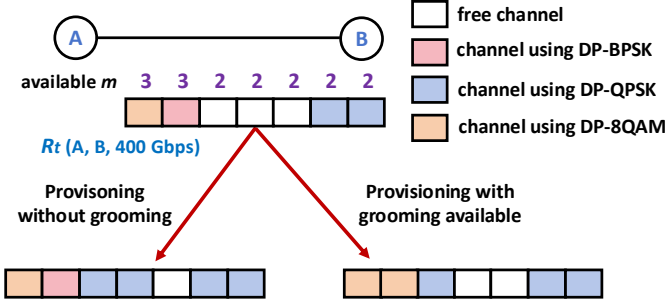 A B
free channel
channel using DP-BPSK
channel using DP-QPSK
channel using DP-8QAM
available m 3 3 2 2 2 2 2
Rt (A, B, 400 Gbps)
Provisoning
without grooming
Provisioning with
grooming available